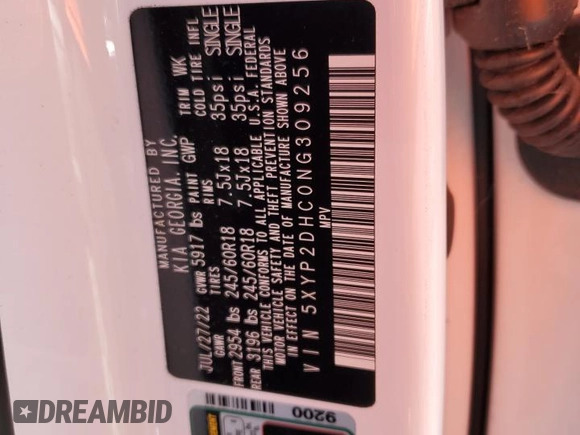 MANUFACTURED BY
KIA GEORGIA, INC.
JUL/27/22 GVWR 5917 lbs PAINT GWP TRIM WK
GAWR TIRES RIMS COLD TIRE INFL
FRONT 2954 lbs 245/60R18 7.5Jx18 35psi SINGLE
REAR 3196 lbs 245/60R18 7.5Jx18 35psi SINGLE
THIS VEHICLE CONFORMS TO ALL APPLICABLE U.S.A. FEDERAL
MOTOR VEHICLE SAFETY AND THEFT PREVENTION STANDARDS
IN EFFECT ON THE DATE OF MANUFACTURE SHOWN ABOVE
VIN 5XYP2DHC0NG309256
MPV
9200
DREAMBID